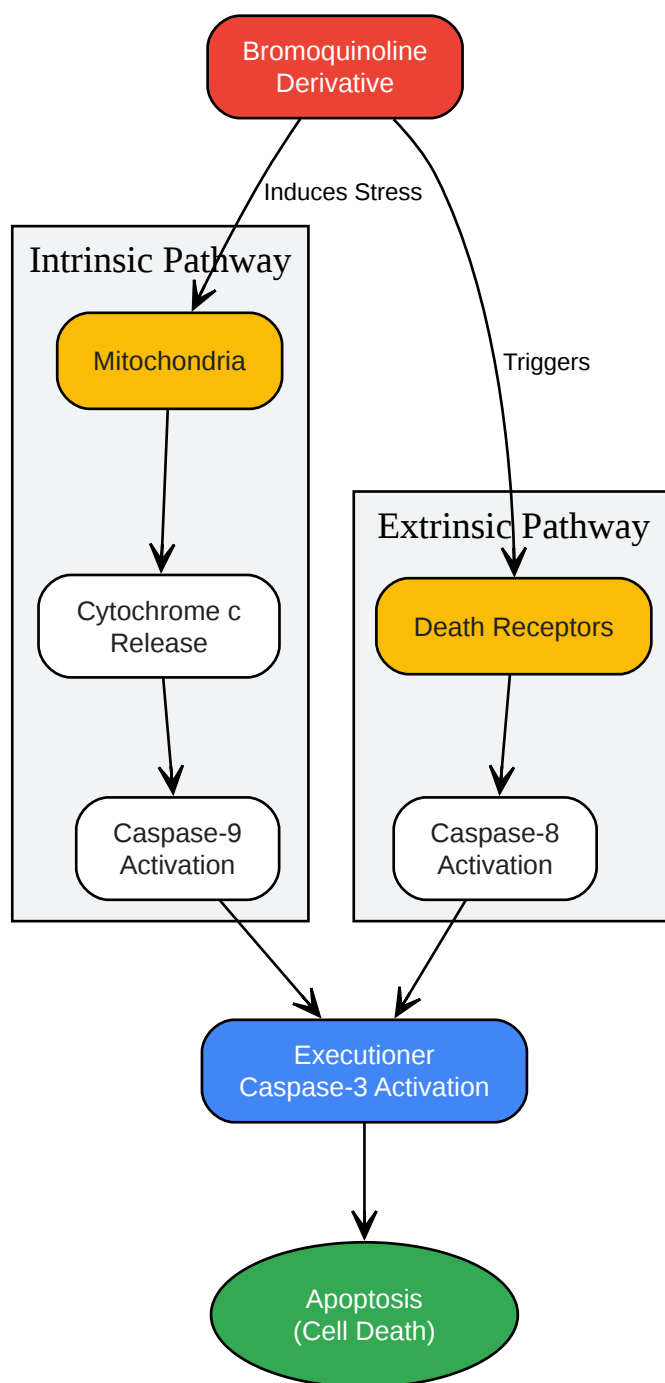 Bromoquinoline
Derivative
Induces Stress
Intrinsic Pathway
Mitochondria
Triggers
Extrinsic Pathway
Cytochrome c
Release
Death Receptors
Caspase-9
Activation
Caspase-8
Activation
Executioner
Caspase-3 Activation
Apoptosis
(Cell Death)